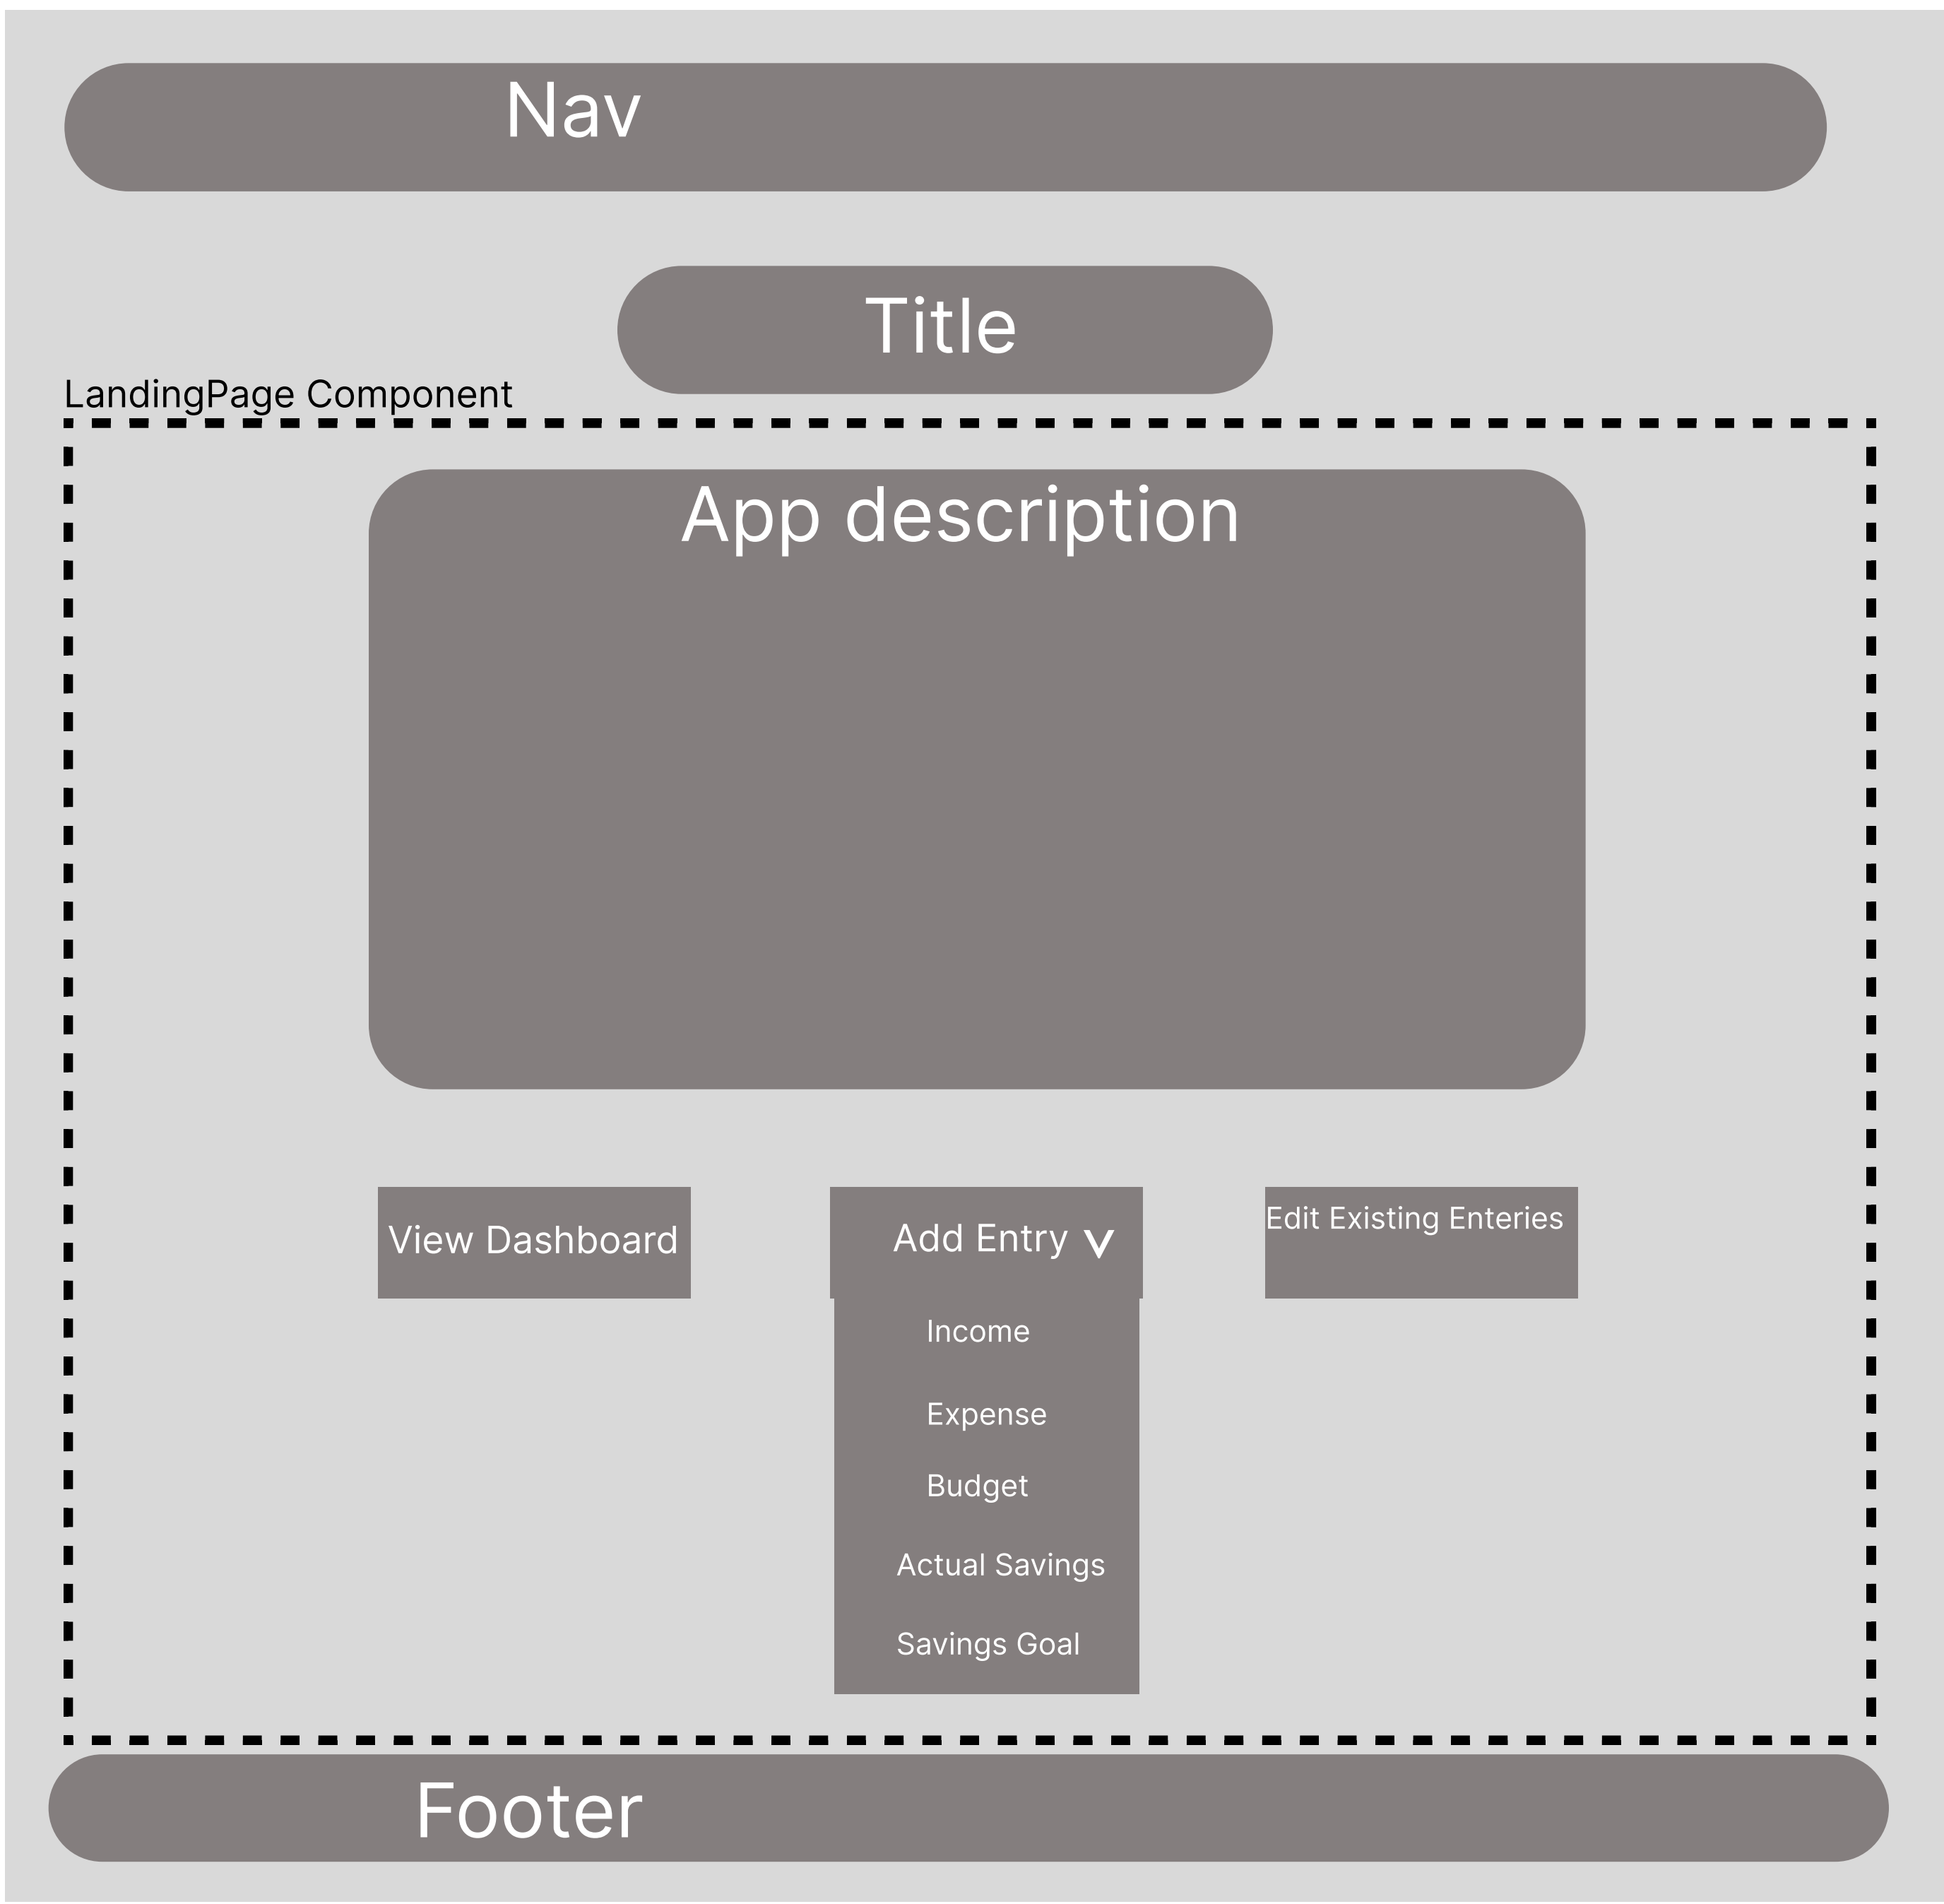 Nav
Title
LandingPage Component
App description
View Dashboard
Add Entry
Edit Existing Enteries
Income
Expense
Budget
Actual Savings
Savings Goal
Footer